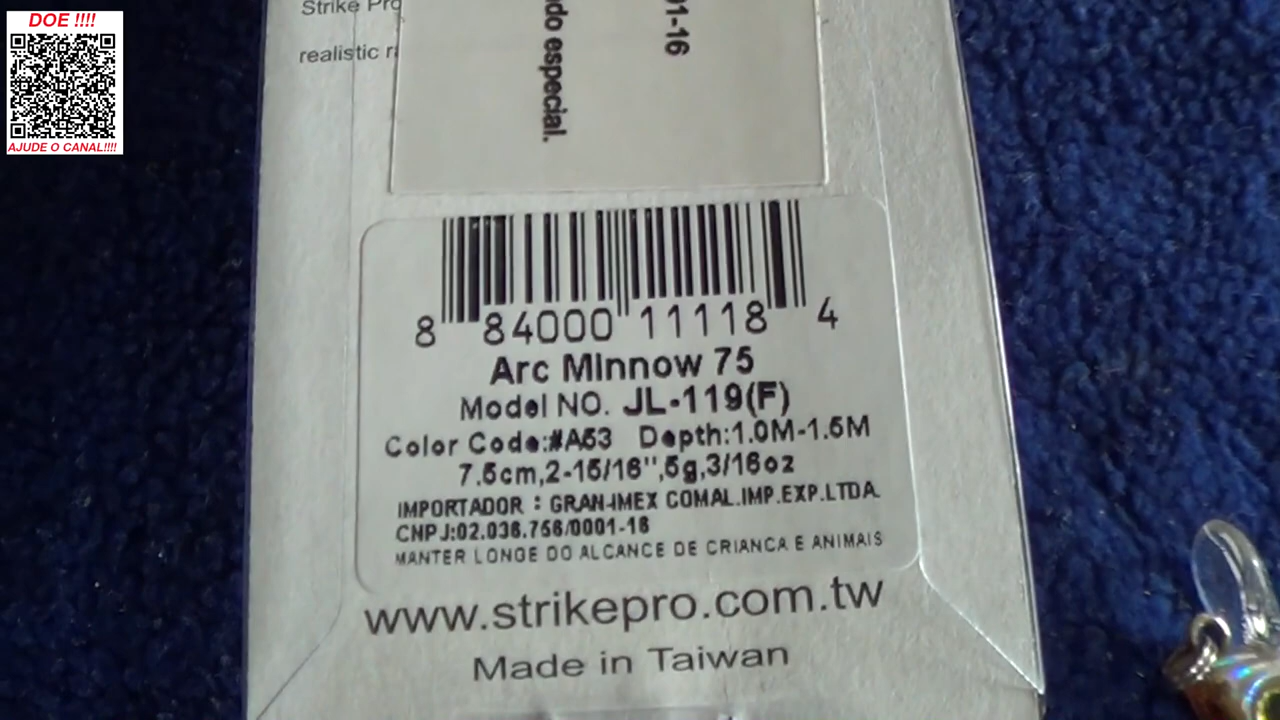 DOE !!!!
AJUDE O CANAL!!!!
Strike Pro
realistic
do especial.
01-16
8 84000 11118 4
Arc MInnow 75
Model NO. JL-119(F)
Color Code:#A53 Depth:1.0M-1.5M
7.5cm,2-15/16",5g,3/16oz
IMPORTADOR : GRAN-IMEX COMAL.IMP.EXP.LTDA.
CNPJ:02.036.756/0001-16
MANTER LONGE DO ALCANCE DE CRIANCA E ANIMAIS
www.strikepro.com.tw
Made in Taiwan